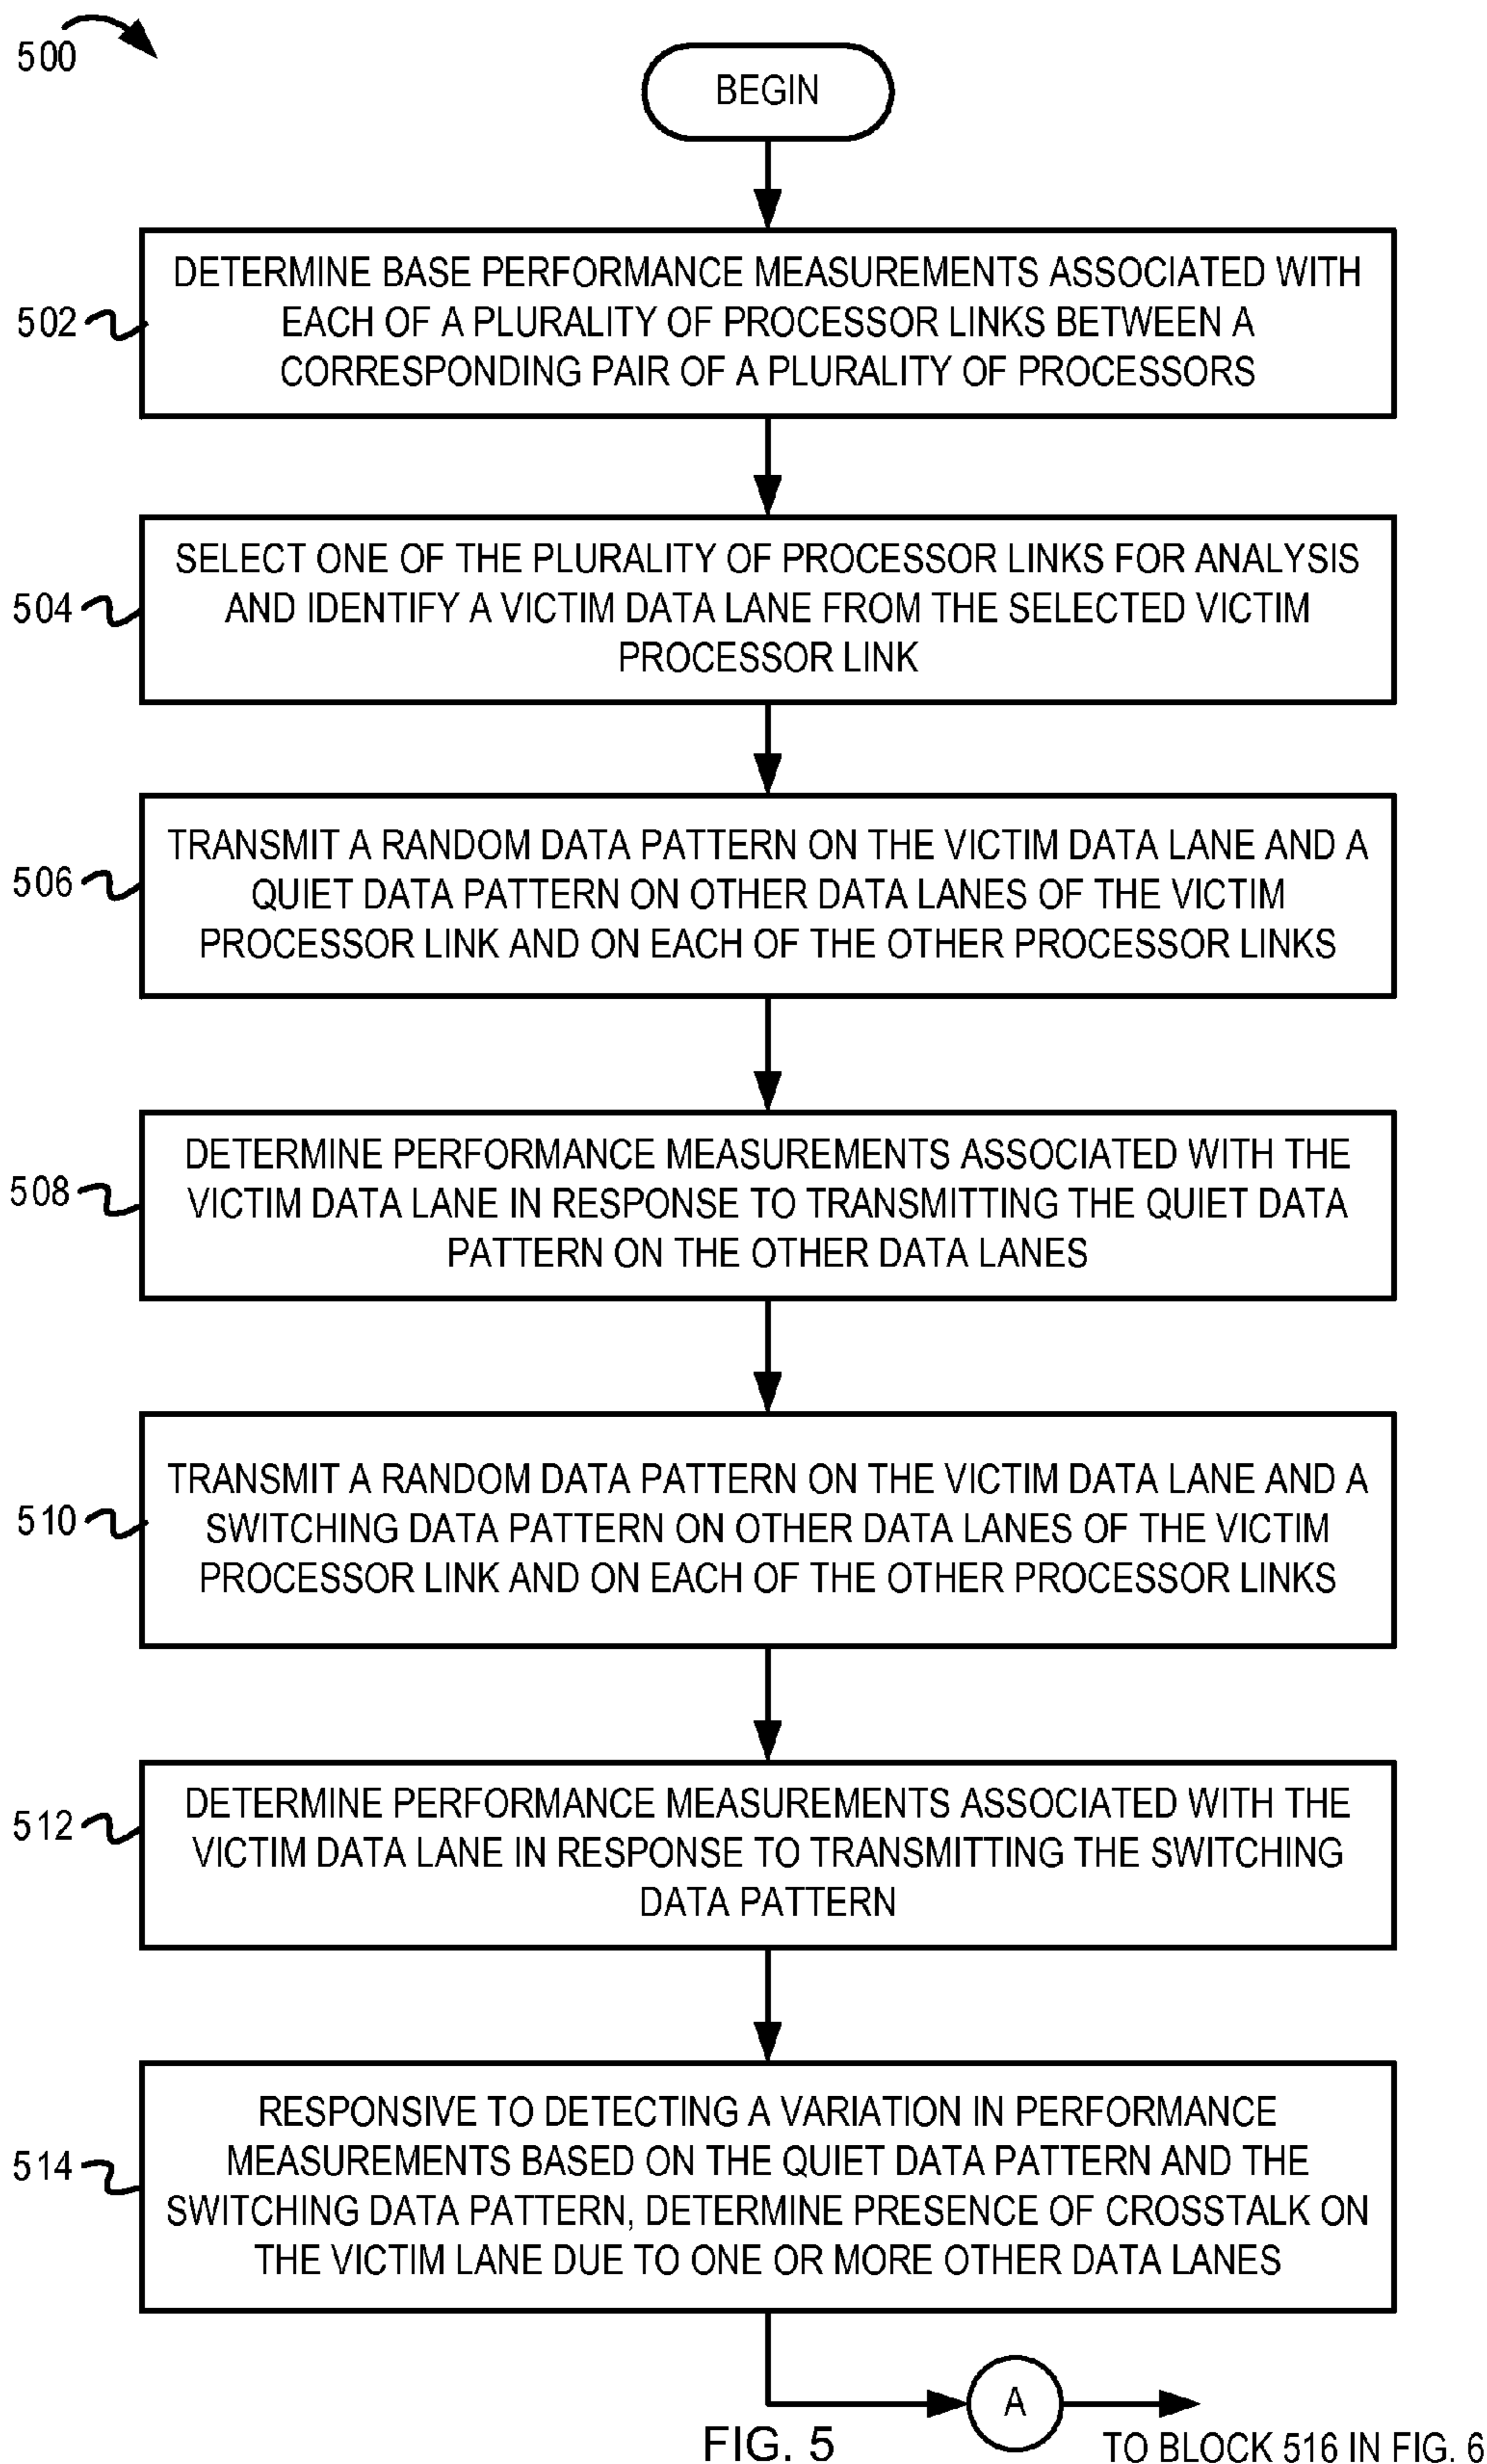 500
BEGIN
502
DETERMINE BASE PERFORMANCE MEASUREMENTS ASSOCIATED WITH
EACH OF A PLURALITY OF PROCESSOR LINKS BETWEEN A
CORRESPONDING PAIR OF A PLURALITY OF PROCESSORS
504
SELECT ONE OF THE PLURALITY OF PROCESSOR LINKS FOR ANALYSIS
AND IDENTIFY A VICTIM DATA LANE FROM THE SELECTED VICTIM
PROCESSOR LINK
506
TRANSMIT A RANDOM DATA PATTERN ON THE VICTIM DATA LANE AND A
QUIET DATA PATTERN ON OTHER DATA LANES OF THE VICTIM
PROCESSOR LINK AND ON EACH OF THE OTHER PROCESSOR LINKS
508
DETERMINE PERFORMANCE MEASUREMENTS ASSOCIATED WITH THE
VICTIM DATA LANE IN RESPONSE TO TRANSMITTING THE QUIET DATA
PATTERN ON THE OTHER DATA LANES
510
TRANSMIT A RANDOM DATA PATTERN ON THE VICTIM DATA LANE AND A
SWITCHING DATA PATTERN ON OTHER DATA LANES OF THE VICTIM
PROCESSOR LINK AND ON EACH OF THE OTHER PROCESSOR LINKS
512
DETERMINE PERFORMANCE MEASUREMENTS ASSOCIATED WITH THE
VICTIM DATA LANE IN RESPONSE TO TRANSMITTING THE SWITCHING
DATA PATTERN
514
RESPONSIVE TO DETECTING A VARIATION IN PERFORMANCE
MEASUREMENTS BASED ON THE QUIET DATA PATTERN AND THE
SWITCHING DATA PATTERN, DETERMINE PRESENCE OF CROSSTALK ON
THE VICTIM LANE DUE TO ONE OR MORE OTHER DATA LANES
A
FIG. 5
TO BLOCK 516 IN FIG. 6